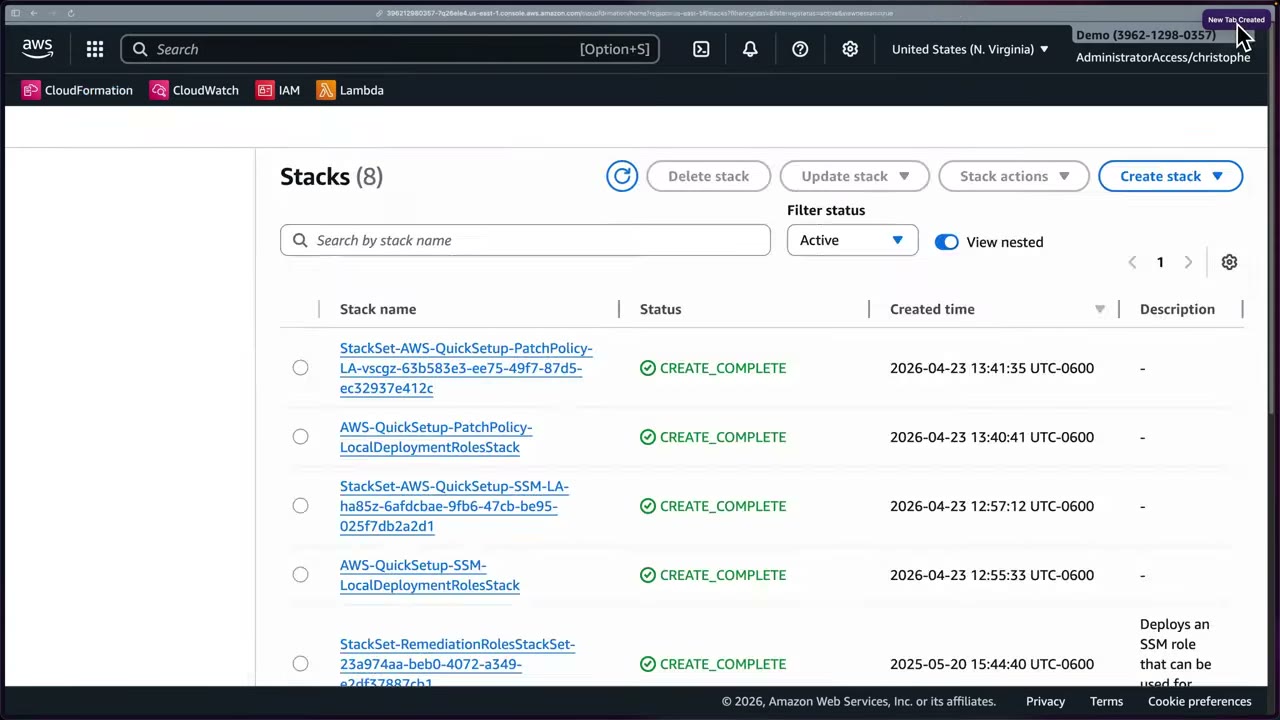 New Tab Created
aws
Search
[Option+S]
United States (N. Virginia)
Demo (3962-1298-0357)
AdministratorAccess/christophe
CloudFormation
CloudWatch
IAM
Lambda
Stacks (8)
Delete stack
Update stack
Stack actions
Create stack
Filter status
Search by stack name
Active
View nested
1
Stack name
Status
Created time
Description
StackSet-AWS-QuickSetup-PatchPolicy-
LA-vscgz-63b583e3-ee75-49f7-87d5-
ec32937e412c
CREATE_COMPLETE
2026-04-23 13:41:35 UTC-0600
-
AWS-QuickSetup-PatchPolicy-
LocalDeploymentRolesStack
CREATE_COMPLETE
2026-04-23 13:40:41 UTC-0600
-
StackSet-AWS-QuickSetup-SSM-LA-
ha85z-6afdcbae-9fb6-47cb-be95-
025f7db2a2d1
CREATE_COMPLETE
2026-04-23 12:57:12 UTC-0600
-
AWS-QuickSetup-SSM-
LocalDeploymentRolesStack
CREATE_COMPLETE
2026-04-23 12:55:33 UTC-0600
-
StackSet-RemediationRolesStackSet-
23a974aa-beb0-4072-a349-
e2df37887cb1
CREATE_COMPLETE
2025-05-20 15:44:40 UTC-0600
Deploys an
SSM role
that can be
used for
© 2026, Amazon Web Services, Inc. or its affiliates.
Privacy
Terms
Cookie preferences